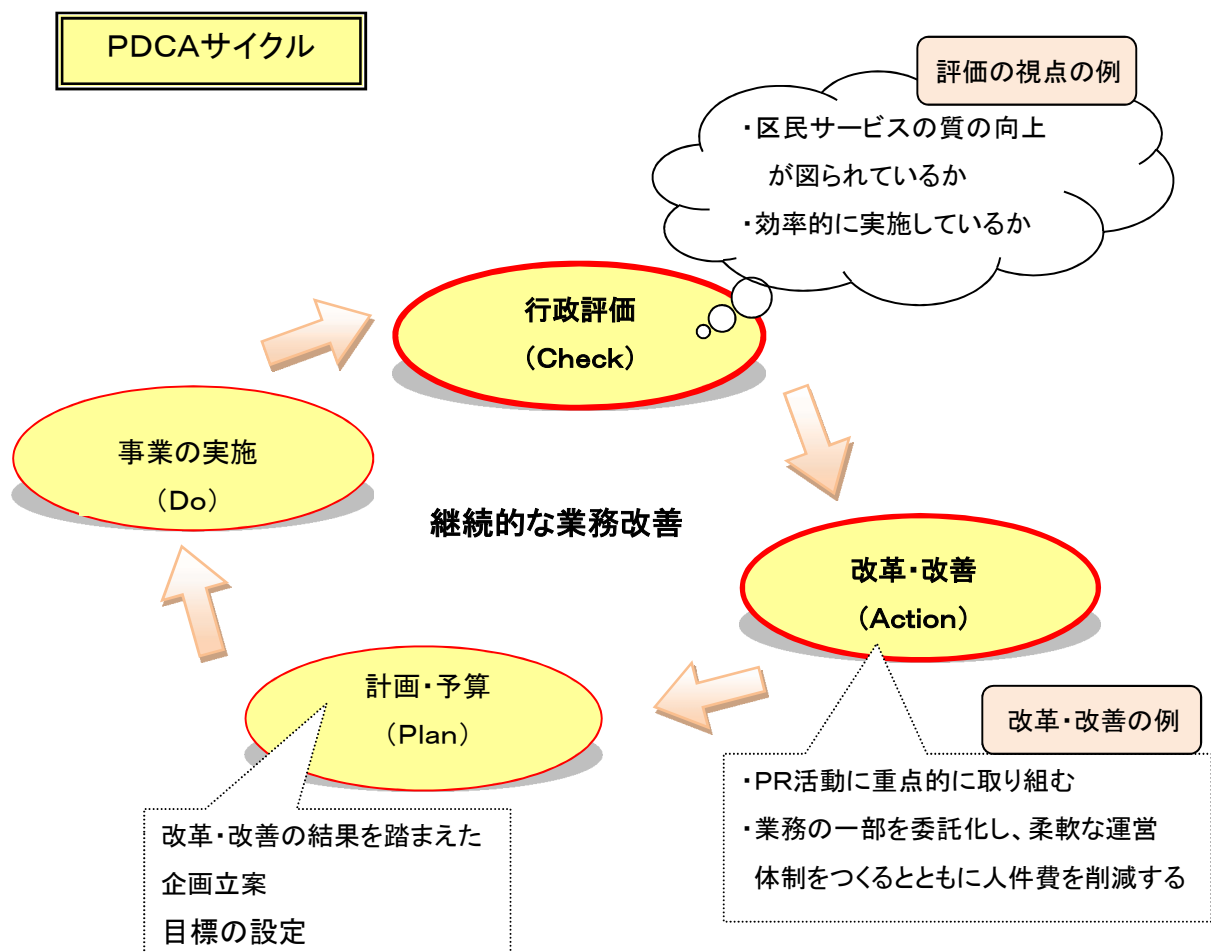 PDCAサイクル
評価の視点の例
・区民サービスの質の向上
が図られているか
・効率的に実施しているか
行政評価
（Check）
事業の実施
（Do）
継続的な業務改善
改革・改善
（Action）
計画・予算
（Plan）
改革・改善の例
・PR活動に重点的に取り組む
・業務の一部を委託化し、柔軟な運営
体制をつくるとともに人件費を削減する
改革・改善の結果を踏まえた
企画立案
目標の設定